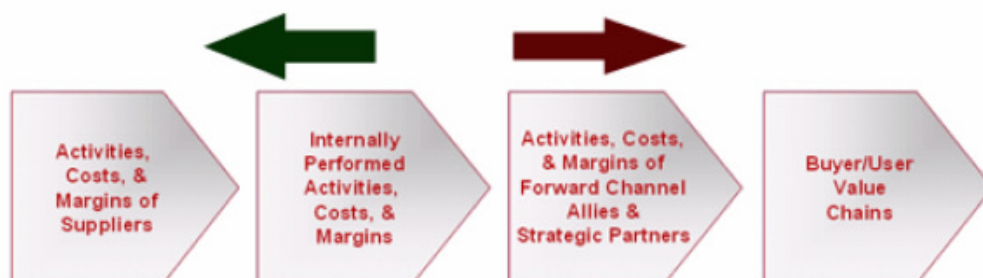 Activities,
Costs, &
Margins of
Suppliers
Internally
Performed
Activities,
Costs, &
Margins
Activities, Costs,
& Margins of
Forward Channel
Allies &
Strategic Partners
Buyer/User
Value
Chains